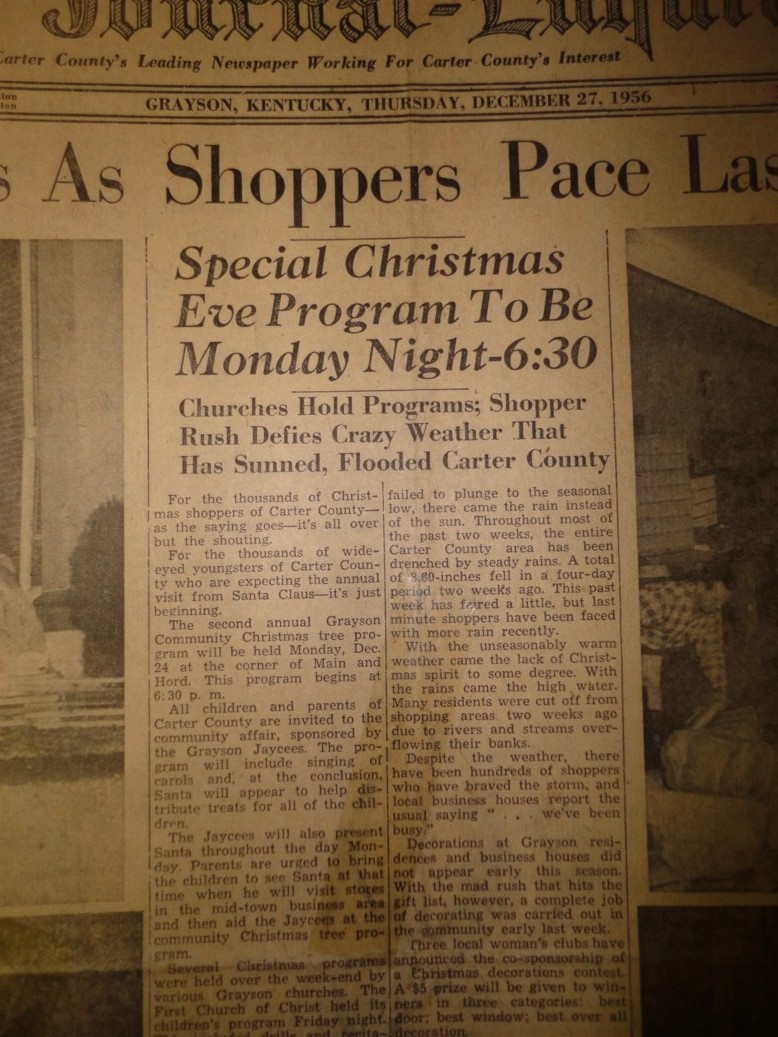 Journal-Enquirer
Carter County's Leading Newspaper Working For Carter County's Interest
GRAYSON, KENTUCKY, THURSDAY, DECEMBER 27, 1956
As Shoppers Pace
Special Christmas
Eve Program To Be
Monday Night-6:30
Churches Hold Programs; Shopper
Rush Defies Crazy Weather That
Has Sunned, Flooded Carter County
For the thousands of Christ-
mas shoppers of Carter County—
as the saying goes—it's all over
but the shouting.
For the thousands of wide-
eyed youngsters of Carter Coun-
ty who are expecting the annual
visit from Santa Claus—it's just
beginning.
The second annual Grayson
Community Christmas tree pro-
gram will be held Monday, Dec.
24 at the corner of Main and
Hord. This program begins at
6:30 p. m.
All children and parents of
Carter County are invited to the
community affair, sponsored by
the Grayson Jaycees. The pro-
gram will include singing of
carols and, at the conclusion,
Santa will appear to help dis-
tribute treats for all of the chil-
dren.
The Jaycees will also present
Santa throughout the day Mon-
day. Parents are urged to bring
the children to see Santa at that
time when he will visit stores
in the mid-town business area
and then aid the Jaycees at the
community Christmas tree pro-
gram.
Several Christmas programs
were held over the week-end by
various Grayson churches. The
First Church of Christ held its
children's program Friday night.
failed to plunge to the seasonal
low, there came the rain instead
of the sun. Throughout most of
the past two weeks, the entire
Carter County area has been
drenched by steady rains. A total
of 3.60-inches fell in a four-day
period two weeks ago. This past
week has faired a little, but last
minute shoppers have been faced
with more rain recently.
With the unseasonably warm
weather came the lack of Christ-
mas spirit to some degree. With
the rains came the high water.
Many residents were cut off from
shopping areas two weeks ago
due to rivers and streams over-
flowing their banks.
Despite the weather, there
have been hundreds of shoppers
who have braved the storm, and
local business houses report the
usual saying " . . . we've been
busy."
Decorations at Grayson resi-
dences and business houses did
not appear early this season.
With the mad rush that hits the
gift list, however, a complete job
of decorating was carried out in
the community early last week.
Three local woman's clubs have
announced the co-sponsorship of
a Christmas decorations contest.
A $5 prize will be given to win-
ners in three categories: best
door; best window; best over all
decoration.